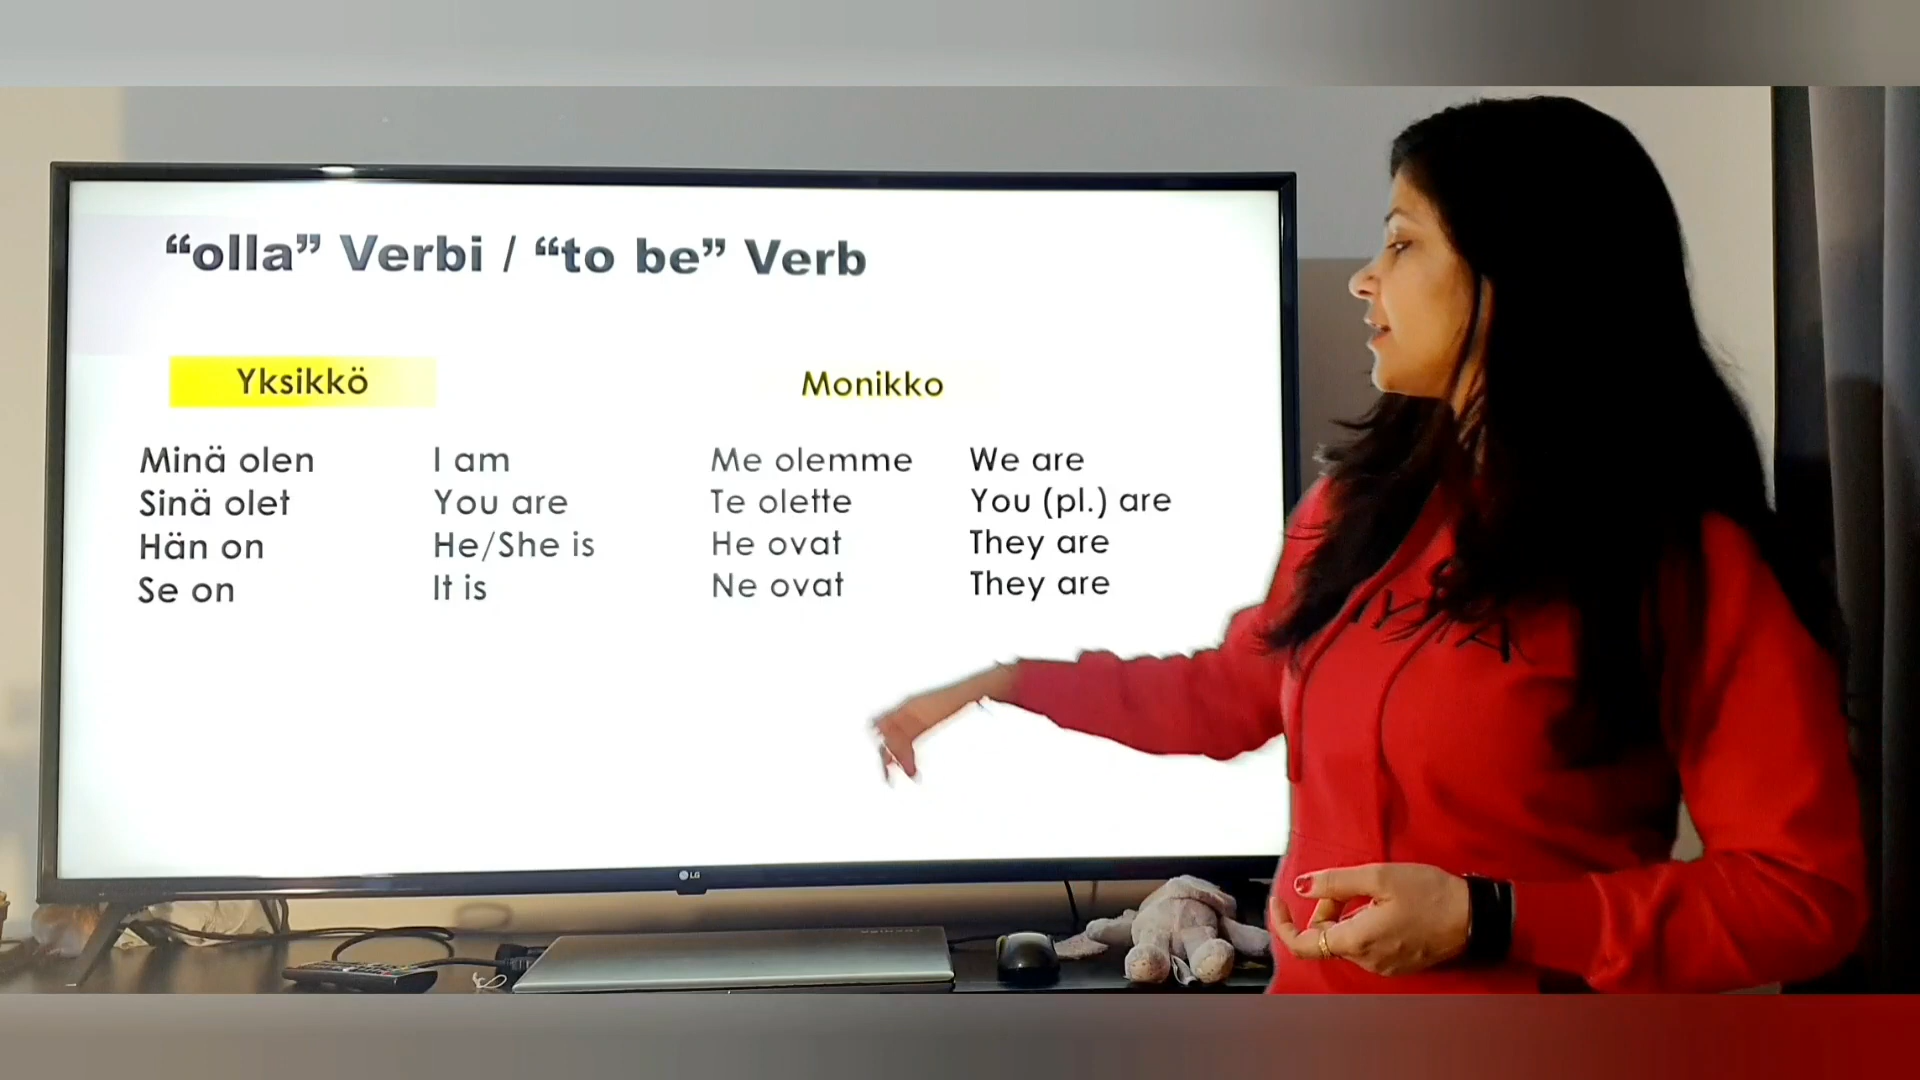 “olla” Verbi / “to be” Verb
Yksikkö
Minä olen I am
Sinä olet You are
Hän on He/She is
Se on It is
Monikko
Me olemme We are
Te olette You (pl.) are
He ovat They are
Ne ovat They are
LG